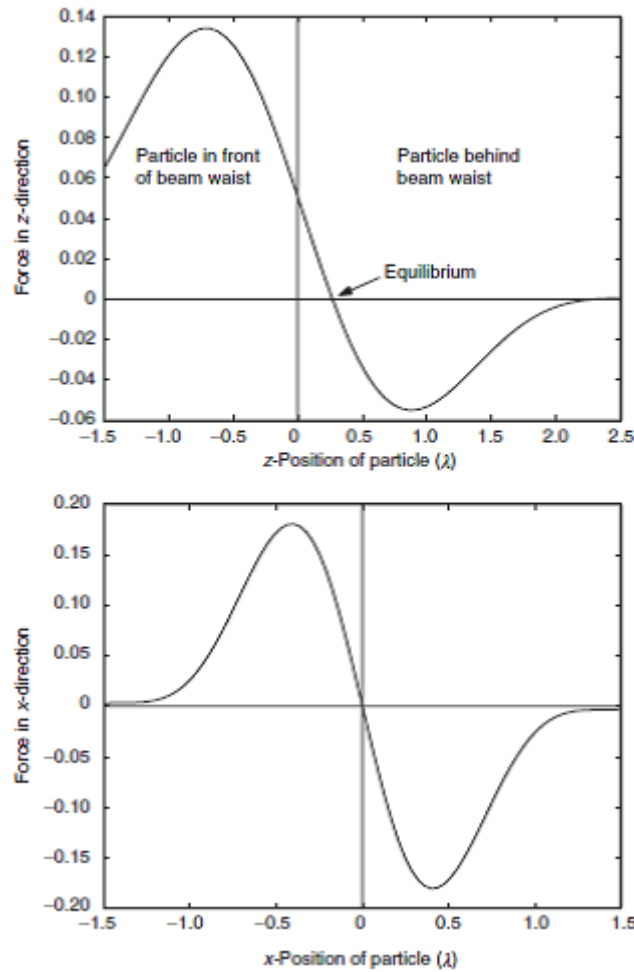 0.14
0.12
0.10
0.08
0.06
0.04
0.02
0
−0.02
−0.04
−0.06
Force in z-direction
Particle in front
of beam waist
Particle behind
beam waist
Equilibrium
−1.5 −1.0 −0.5 0 0.5 1.0 1.5 2.0 2.5
z-Position of particle (λ)
0.20
0.15
0.10
0.05
0
−0.05
−0.10
−0.15
−0.20
Force in x-direction
−1.5 −1.0 −0.5 0 0.5 1.0 1.5
x-Position of particle (λ)